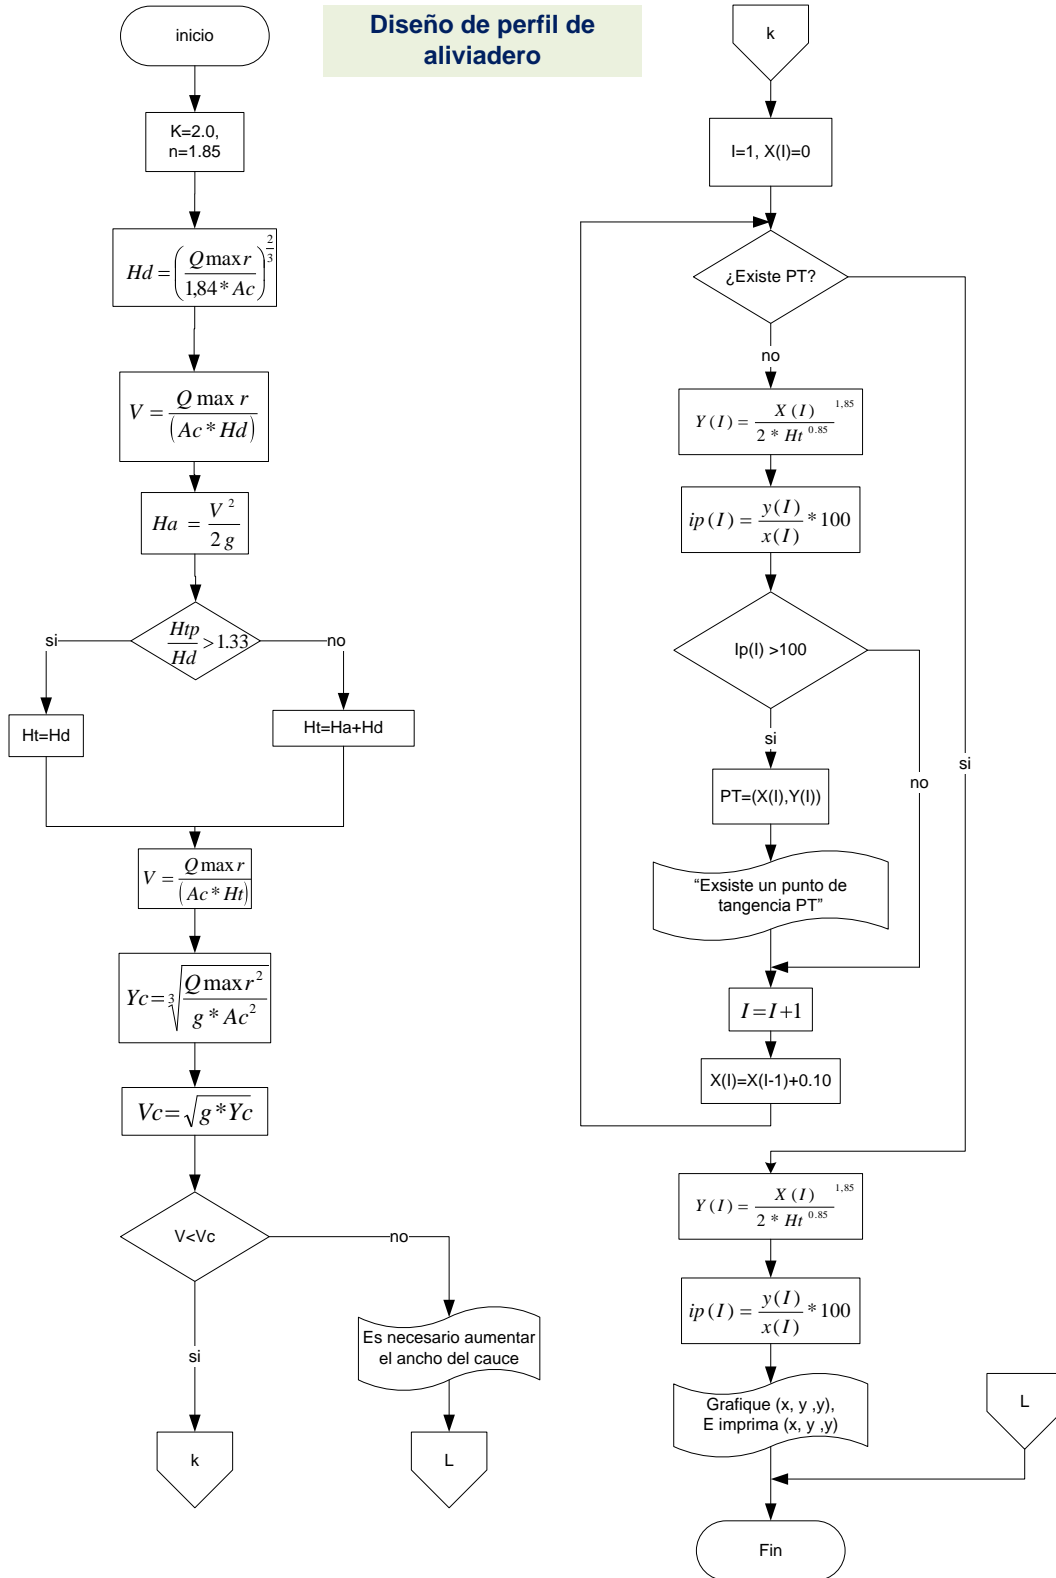 Diseño de perfil de
aliviadero
inicio
K=2.0,
n=1.85
Hd = (Qmax r / 1,84 * Ac)^(2/3)
V = Q max r / (Ac * Hd)
Ha = V^2 / 2 g
Htp / Hd > 1.33
si
no
Ht=Hd
Ht=Ha+Hd
V = Q max r / (Ac * Ht)
Yc = ∛(Q max r^2 / g * Ac^2)
Vc = √(g * Yc)
V<Vc
no
si
Es necesario aumentar
el ancho del cauce
k
L
k
I=1, X(I)=0
¿Existe PT?
no
si
Y (I) = X (I) / 2 * Ht^0.85 ^1,85
ip (I) = y(I) / x(I) * 100
Ip(I) >100
si
no
PT=(X(I),Y(I))
“Exsiste un punto de
tangencia PT”
I = I +1
X(I)=X(I-1)+0.10
Y (I) = X (I) / 2 * Ht^0.85 ^1,85
ip (I) = y(I) / x(I) * 100
Grafique (x, y ,y),
E imprima (x, y ,y)
L
Fin